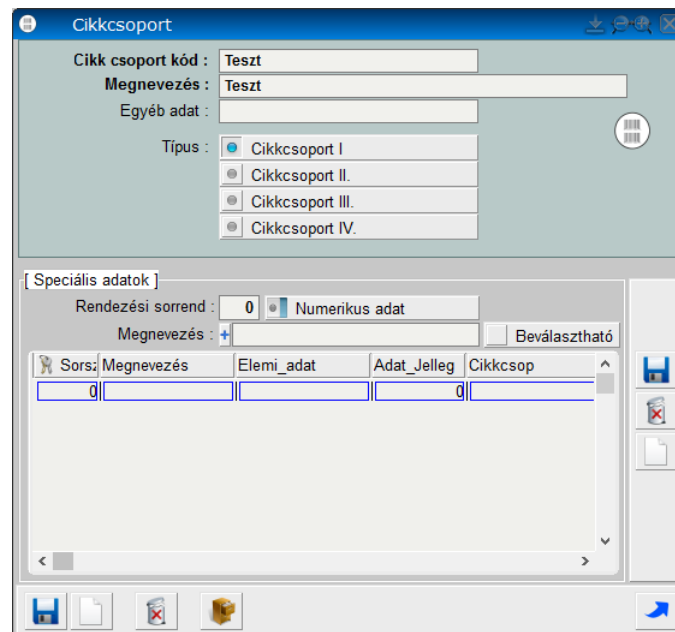 Cikkcsoport
Cikk csoport kód : Teszt
Megnevezés : Teszt
Egyéb adat :
Típus : Cikkcsoport I
Cikkcsoport II.
Cikkcsoport III.
Cikkcsoport IV.
[ Speciális adatok ]
Rendezési sorrend : 0 Numerikus adat
Megnevezés : + Beválasztható
Sorsz Megnevezés Elemi_adat Adat_Jelleg Cikkcsop
0 0